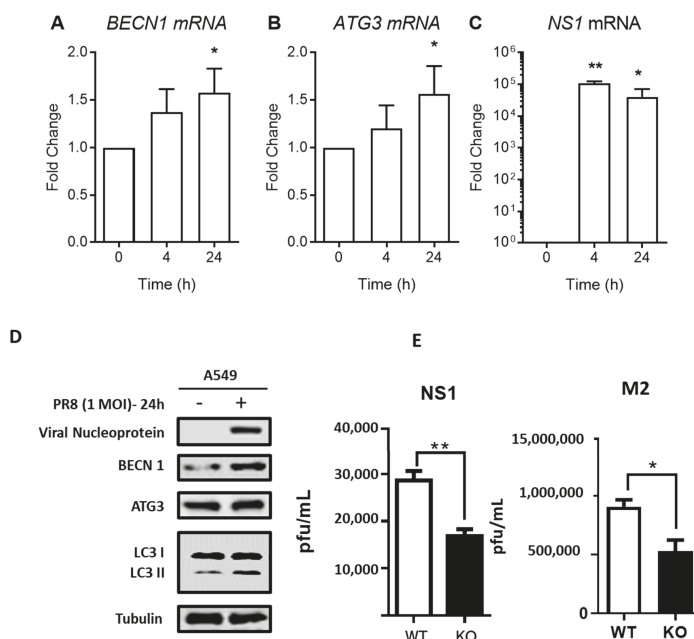 A BECN1 mRNA
Fold Change
2.0
1.5
1.0
0.5
0.0
*
0 4 24
Time (h)
B ATG3 mRNA
Fold Change
2.0
1.5
1.0
0.5
0.0
*
0 4 24
Time (h)
C NS1 mRNA
Fold Change
10⁶
10⁵
10⁴
10³
10²
10¹
10⁰
** *
0 4 24
Time (h)
D
A549
PR8 (1 MOI)- 24h - +
Viral Nucleoprotein
BECN 1
ATG3
LC3 I
LC3 II
Tubulin
E
NS1
pfu/mL
40,000
30,000
20,000
10,000
**
WT KO
M2
pfu/mL
15,000,000
1,000,000
500,000
*
WT KO